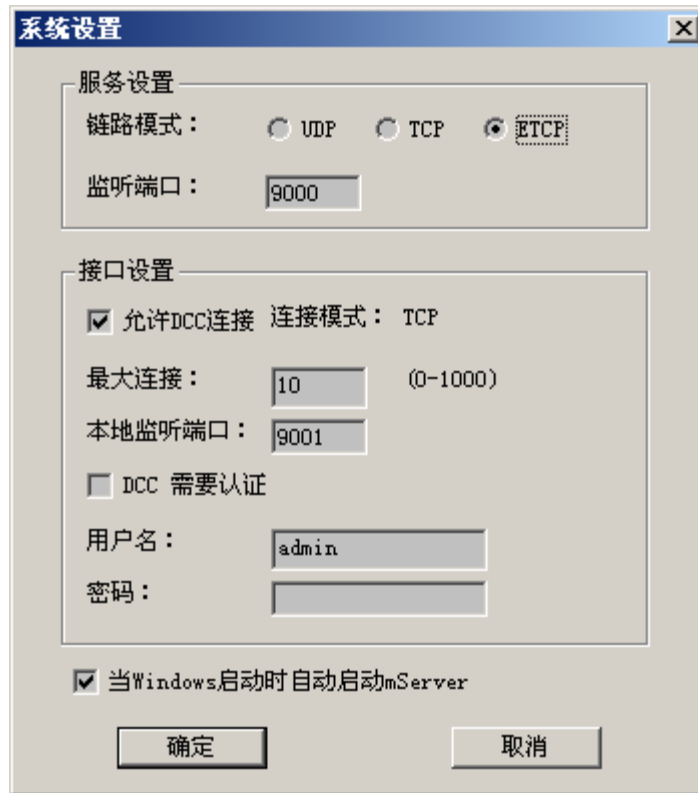 系统设置
服务设置
链路模式： UDP TCP ETCP
监听端口： 9000
接口设置
允许DCC连接 连接模式： TCP
最大连接： 10 (0-1000)
本地监听端口： 9001
DCC 需要认证
用户名： admin
密码：
当Windows启动时自动启动mServer
确定 取消